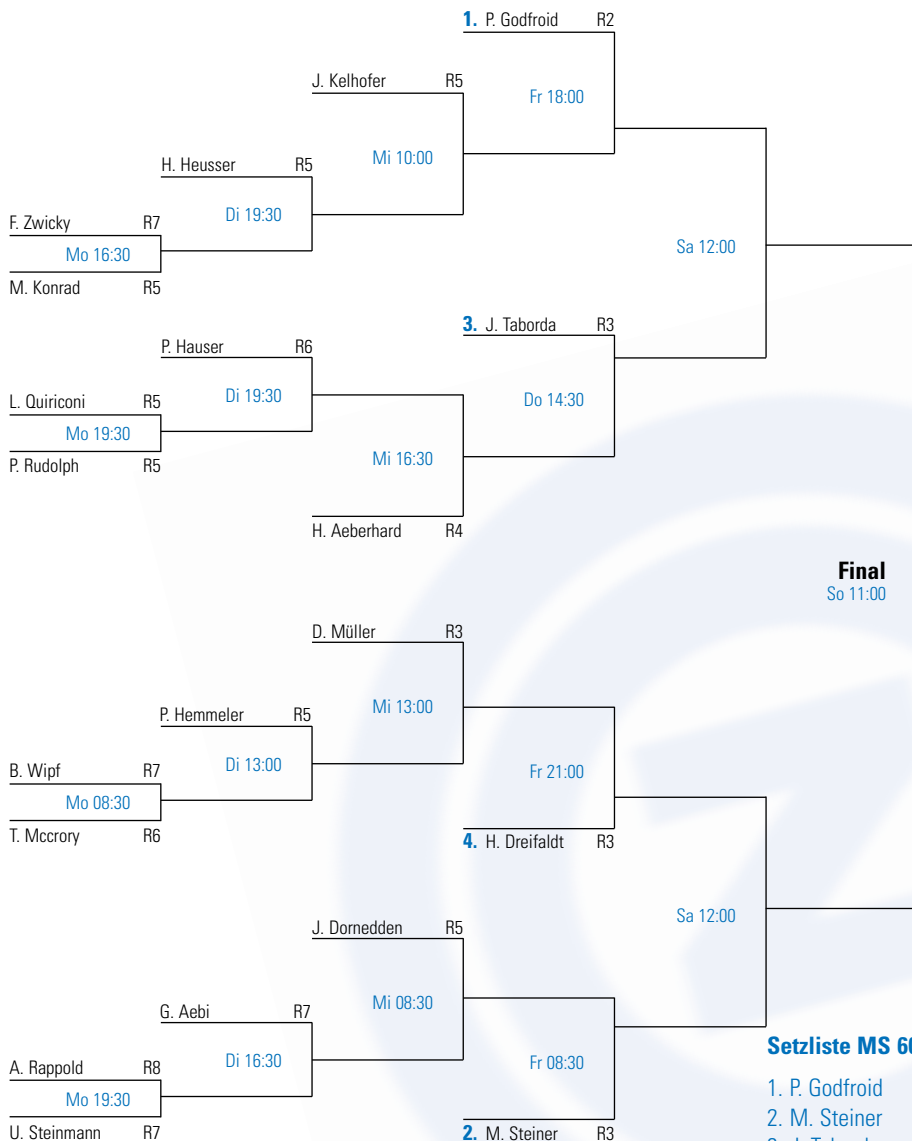 1. P. Godfroid R2
J. Kelhofer R5
Fr 18:00
H. Heusser R5
Mi 10:00
F. Zwicky R7
Di 19:30
Mo 16:30
Sa 12:00
M. Konrad R5
3. J. Taborda R3
P. Hauser R6
L. Quiriconi R5
Di 19:30
Do 14:30
Mo 19:30
P. Rudolph R5
Mi 16:30
H. Aeberhard R4
Final
So 11:00
D. Müller R3
P. Hemmeler R5
Mi 13:00
B. Wipf R7
Di 13:00
Fr 21:00
Mo 08:30
T. Mccrory R6
4. H. Dreifaldt R3
Sa 12:00
J. Dornedden R5
G. Aebi R7
Mi 08:30
A. Rappold R8
Di 16:30
Fr 08:30
Mo 19:30
U. Steinmann R7
2. M. Steiner R3
Setzliste MS 60
1. P. Godfroid
2. M. Steiner